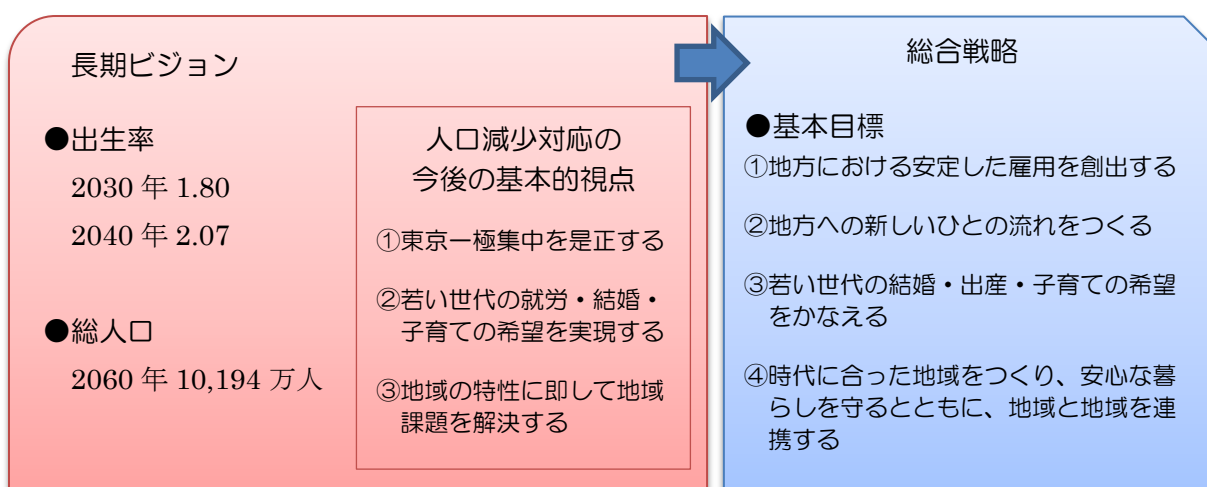 長期ビジョン
●出生率
2030 年 1.80
2040 年 2.07
●総人口
2060 年 10,194 万人
人口減少対応の
今後の基本的視点
①東京一極集中を是正する
②若い世代の就労・結婚・
子育ての希望を実現する
③地域の特性に即して地域
課題を解決する
総合戦略
●基本目標
①地方における安定した雇用を創出する
②地方への新しいひとの流れをつくる
③若い世代の結婚・出産・子育ての希望
をかなえる
④時代に合った地域をつくり、安心な暮
らしを守るとともに、地域と地域を連
携する